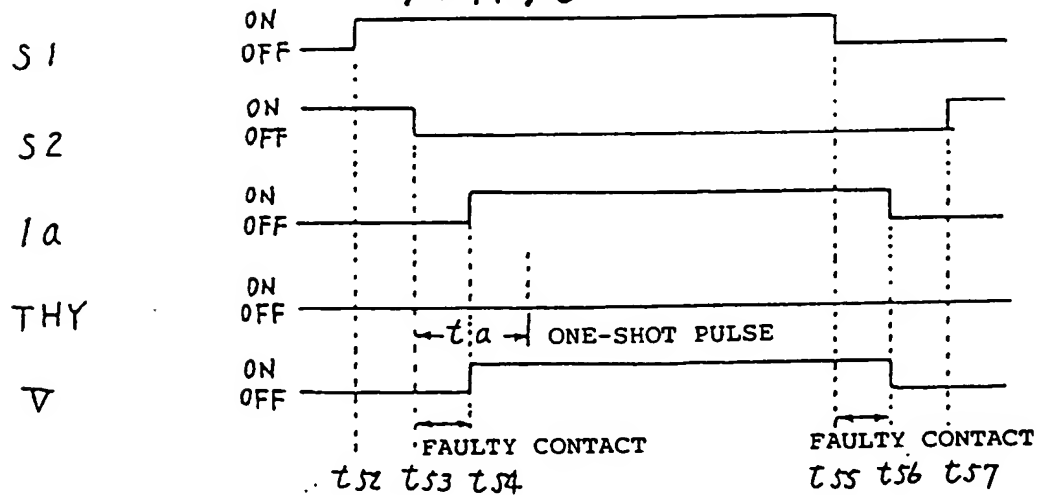 ON
S1 OFF
ON
S2 OFF
ON
1a OFF
ON
THY OFF
ta ONE-SHOT PULSE
ON
V OFF
FAULTY CONTACT FAULTY CONTACT
t52 t53 t54 t55 t56 t57